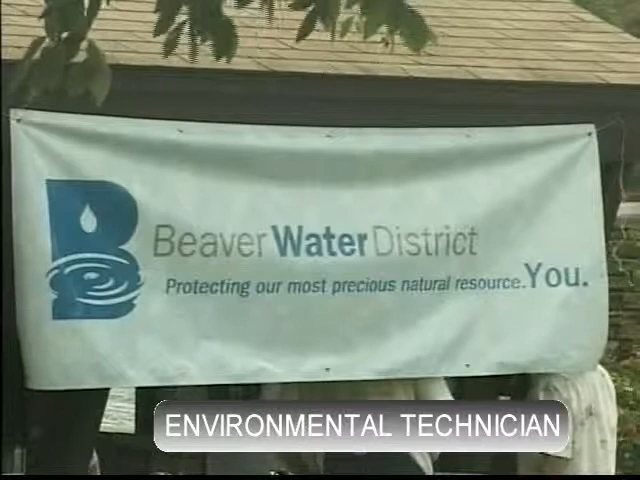 Beaver Water District
Protecting our most precious natural resource. You.
ENVIRONMENTAL TECHNICIAN